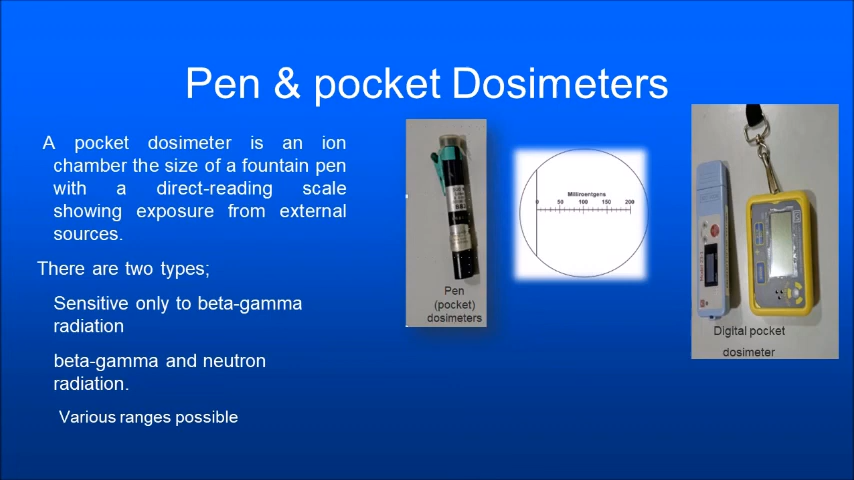 Pen & pocket Dosimeters
A pocket dosimeter is an ion
chamber the size of a fountain pen
with a direct-reading scale
showing exposure from external
sources.
There are two types;
Sensitive only to beta-gamma
radiation
beta-gamma and neutron
radiation.
Various ranges possible
Pen
(pocket)
dosimeters
Milliroentgens
0 50 100 150 200
Digital pocket
dosimeter